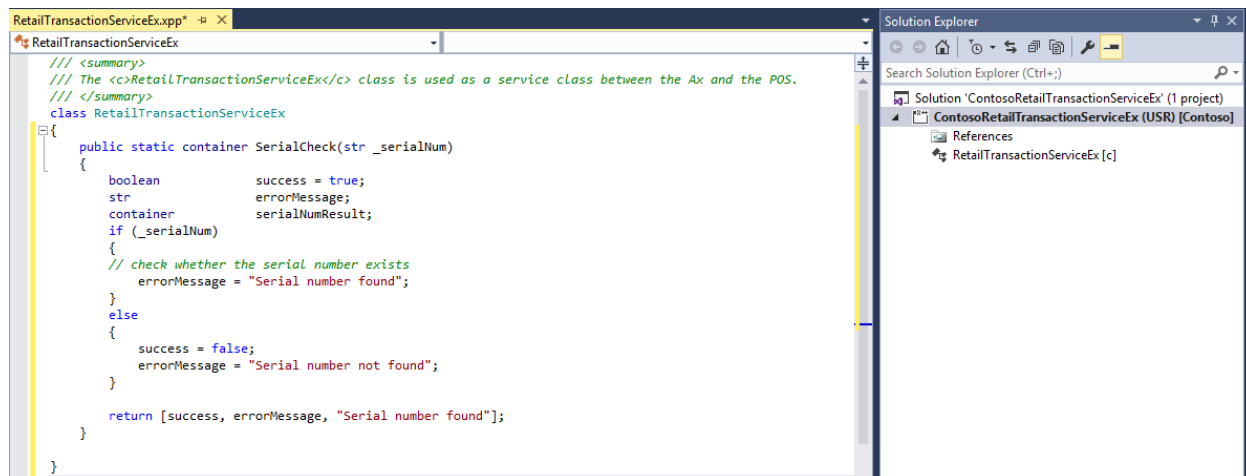 RetailTransactionServiceEx.xpp*
RetailTransactionServiceEx
/// <summary>
/// The <c>RetailTransactionServiceEx</c> class is used as a service class between the Ax and the POS.
/// </summary>
class RetailTransactionServiceEx
{
public static container SerialCheck(str _serialNum)
{
boolean success = true;
str errorMessage;
container serialNumResult;
if (_serialNum)
{
// check whether the serial number exists
errorMessage = "Serial number found";
}
else
{
success = false;
errorMessage = "Serial number not found";
}
return [success, errorMessage, "Serial number found"];
}
}
Solution Explorer
Search Solution Explorer (Ctrl+;)
Solution 'ContosoRetailTransactionServiceEx' (1 project)
ContosoRetailTransactionServiceEx (USR) [Contoso]
References
RetailTransactionServiceEx [c]